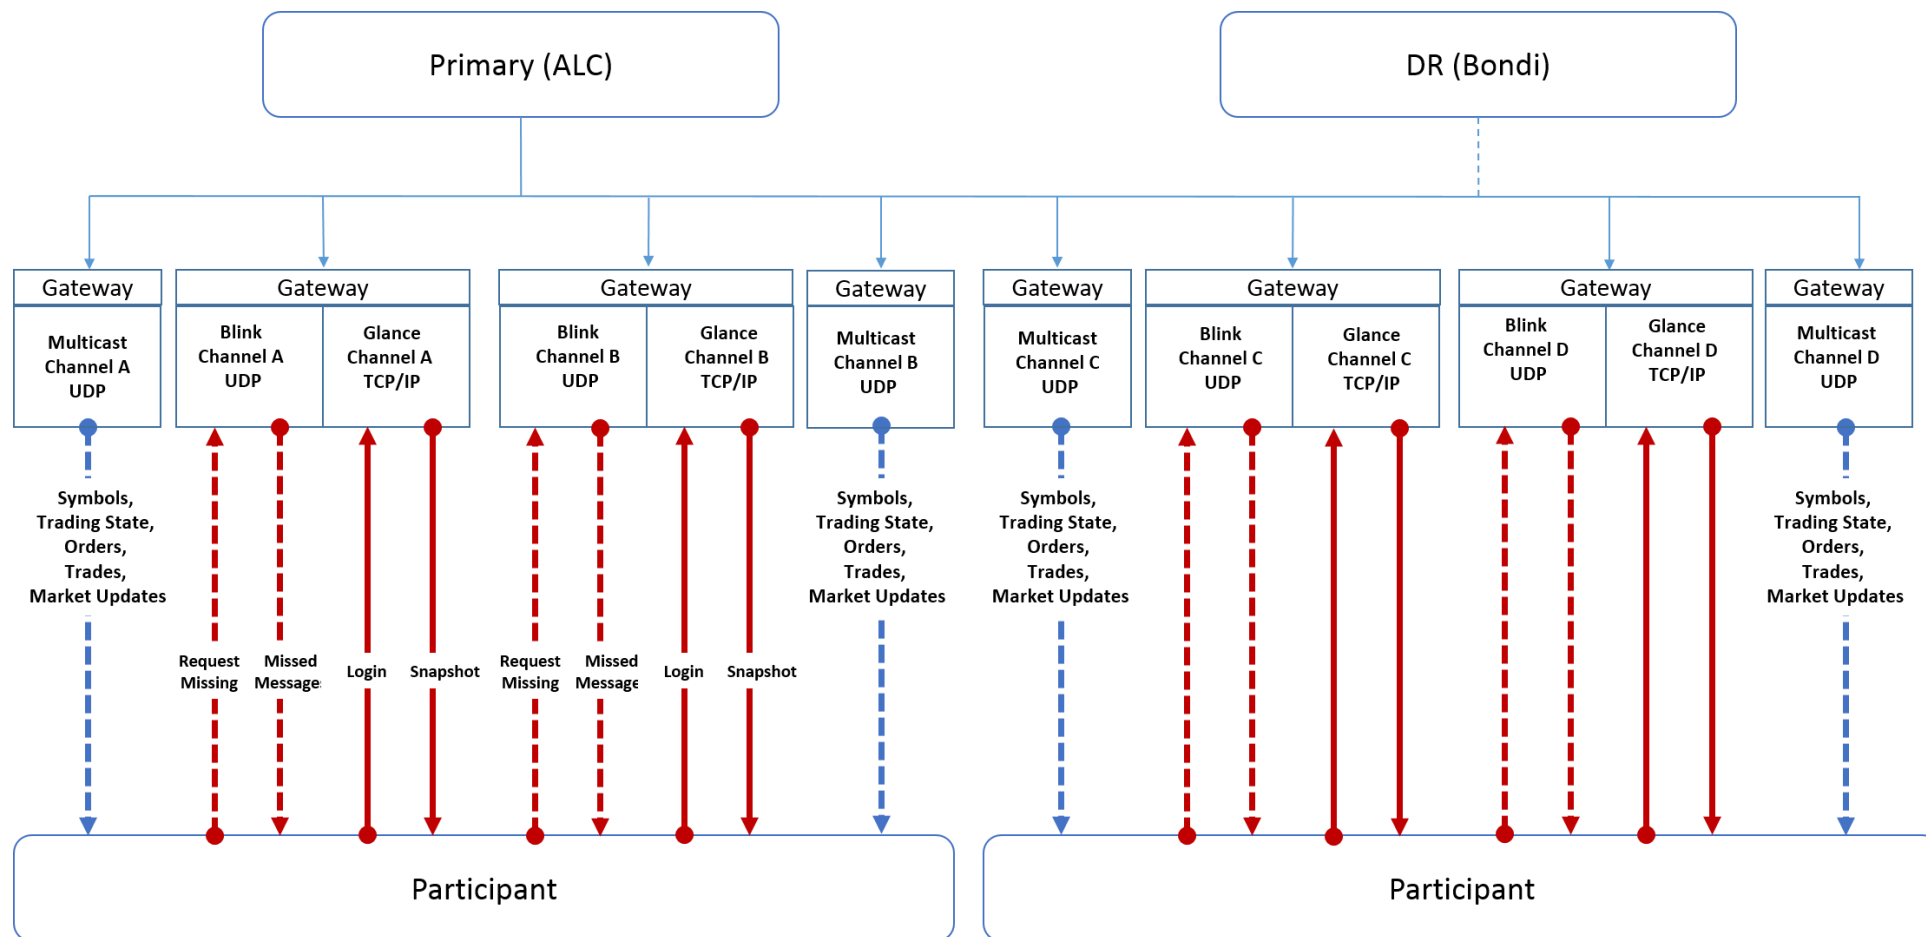 Primary (ALC)
DR (Bondi)
Gateway
Multicast
Channel A
UDP
Gateway
Blink
Channel A
UDP
Glance
Channel A
TCP/IP
Gateway
Blink
Channel B
UDP
Glance
Channel B
TCP/IP
Gateway
Multicast
Channel B
UDP
Gateway
Multicast
Channel C
UDP
Gateway
Blink
Channel C
UDP
Glance
Channel C
TCP/IP
Gateway
Blink
Channel D
UDP
Glance
Channel D
TCP/IP
Gateway
Multicast
Channel D
UDP
Symbols,
Trading State,
Orders,
Trades,
Market Updates
Request
Missing
Missed
Messages
Login
Snapshot
Request
Missing
Missed
Message
Login
Snapshot
Symbols,
Trading State,
Orders,
Trades,
Market Updates
Symbols,
Trading State,
Orders,
Trades,
Market Updates
Symbols,
Trading State,
Orders,
Trades,
Market Updates
Participant
Participant